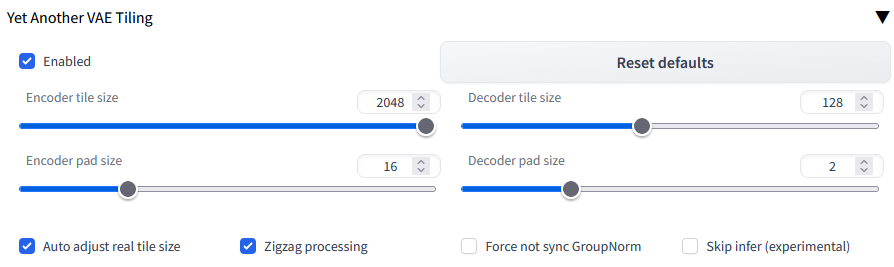 Yet Another VAE Tiling
▼
Enabled
Reset defaults
Encoder tile size
2048
Decoder tile size
128
Encoder pad size
16
Decoder pad size
2
Auto adjust real tile size
Zigzag processing
Force not sync GroupNorm
Skip infer (experimental)